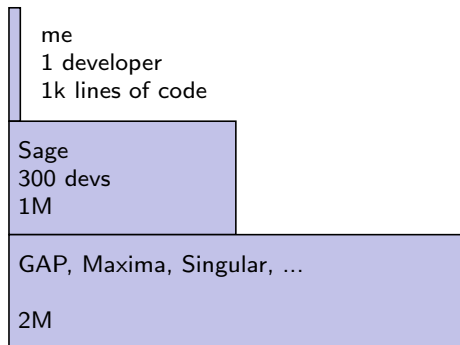 me
1 developer
1k lines of code
Sage
300 devs
1M
GAP, Maxima, Singular, ...
2M